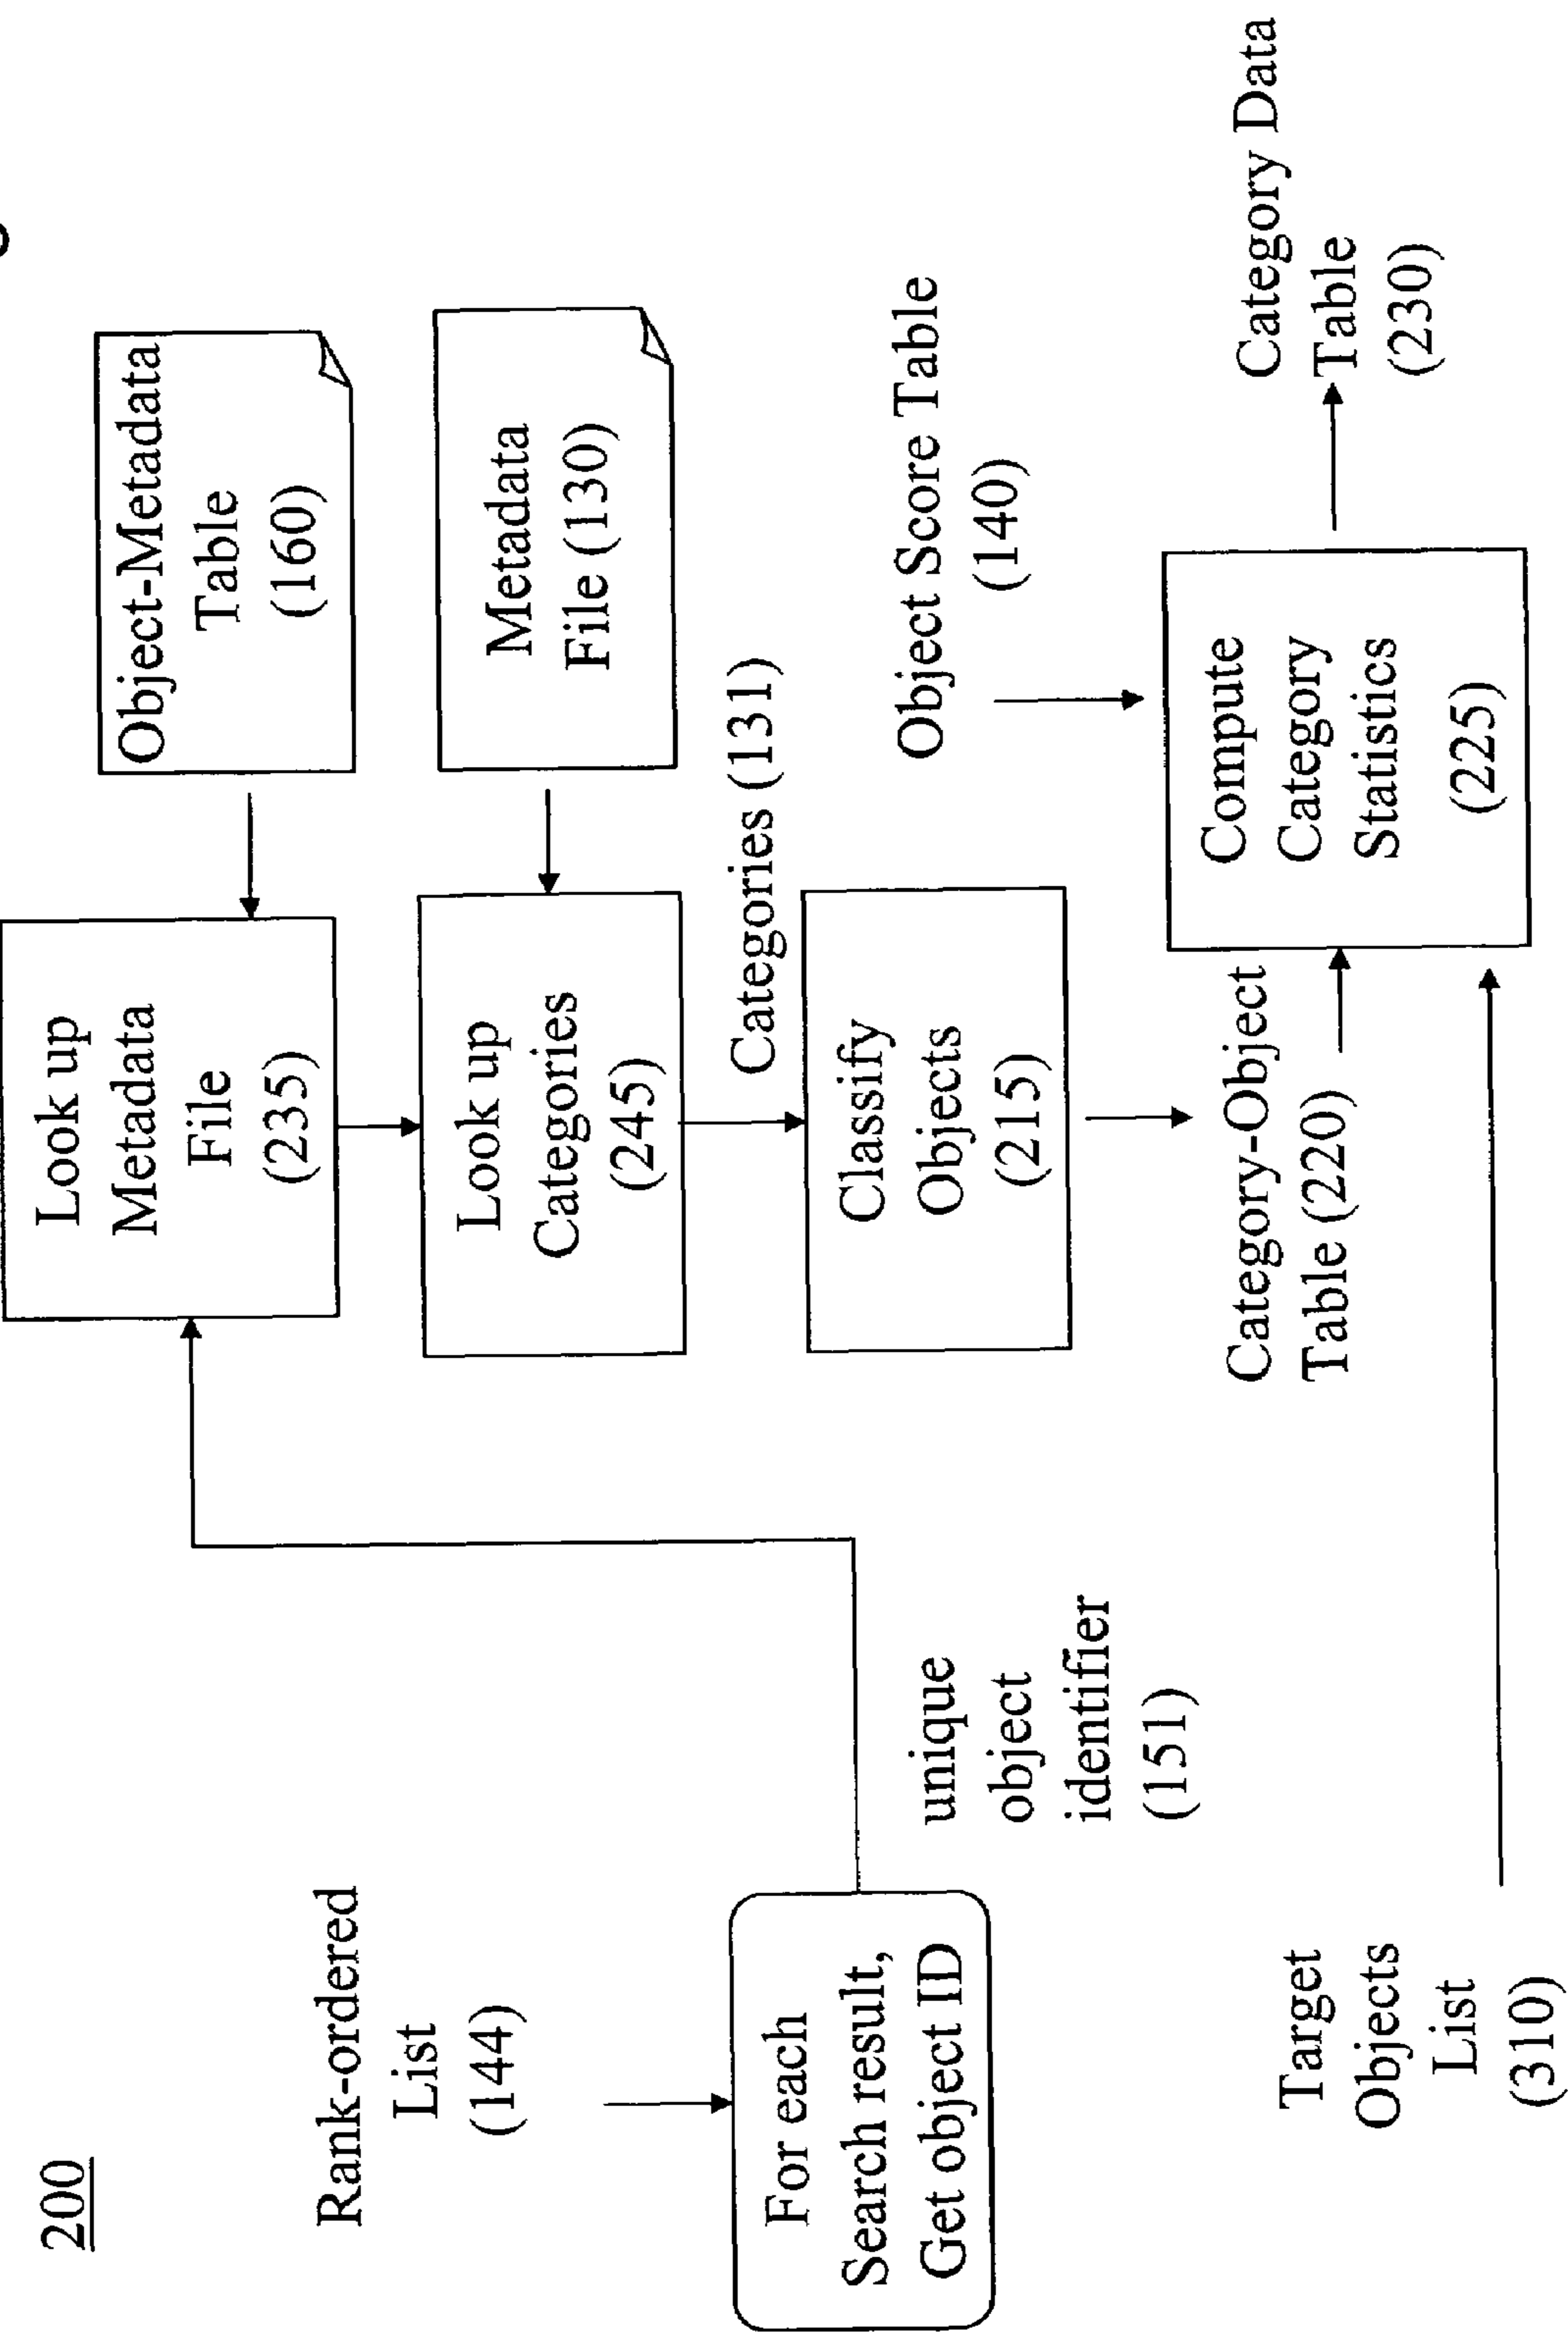 200
Rank-ordered
List
(144)
For each
Search result,
Get object ID
unique
object
identifier
(151)
Target
Objects
List
(310)
Look up
Metadata
File
(235)
Look up
Categories
(245)
Categories (131)
Classify
Objects
(215)
Category-Object
Table (220)
Object-Metadata
Table
(160)
Metadata
File (130)
Object Score Table
(140)
Compute
Category
Statistics
(225)
Category Data
Table
(230)